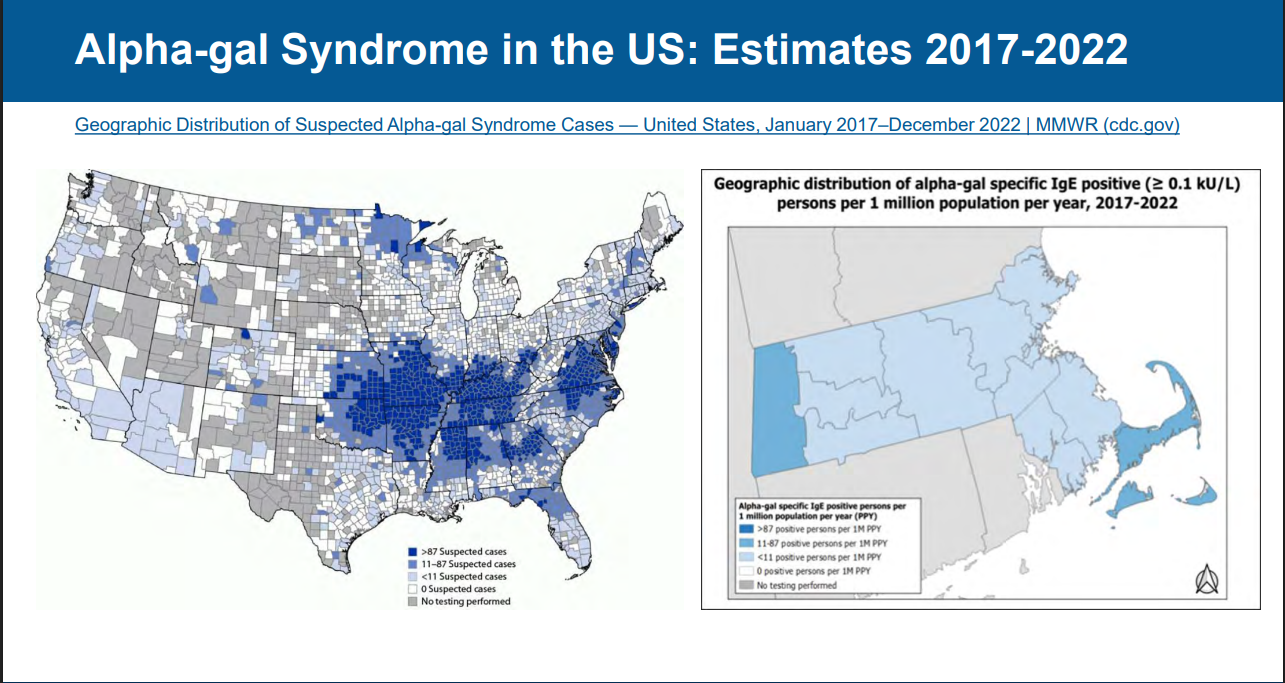 Alpha-gal Syndrome in the US: Estimates 2017-2022
Geographic Distribution of Suspected Alpha-gal Syndrome Cases — United States, January 2017–December 2022 | MMWR (cdc.gov)
>87 Suspected cases
11–87 Suspected cases
<11 Suspected cases
0 Suspected cases
No testing performed
Geographic distribution of alpha-gal specific IgE positive (≥ 0.1 kU/L)
persons per 1 million population per year, 2017-2022
Alpha-gal specific IgE positive persons per
1 million population per year (PPY)
>87 positive persons per 1M PPY
11-87 positive persons per 1M PPY
<11 positive persons per 1M PPY
0 positive persons per 1M PPY
No testing performed